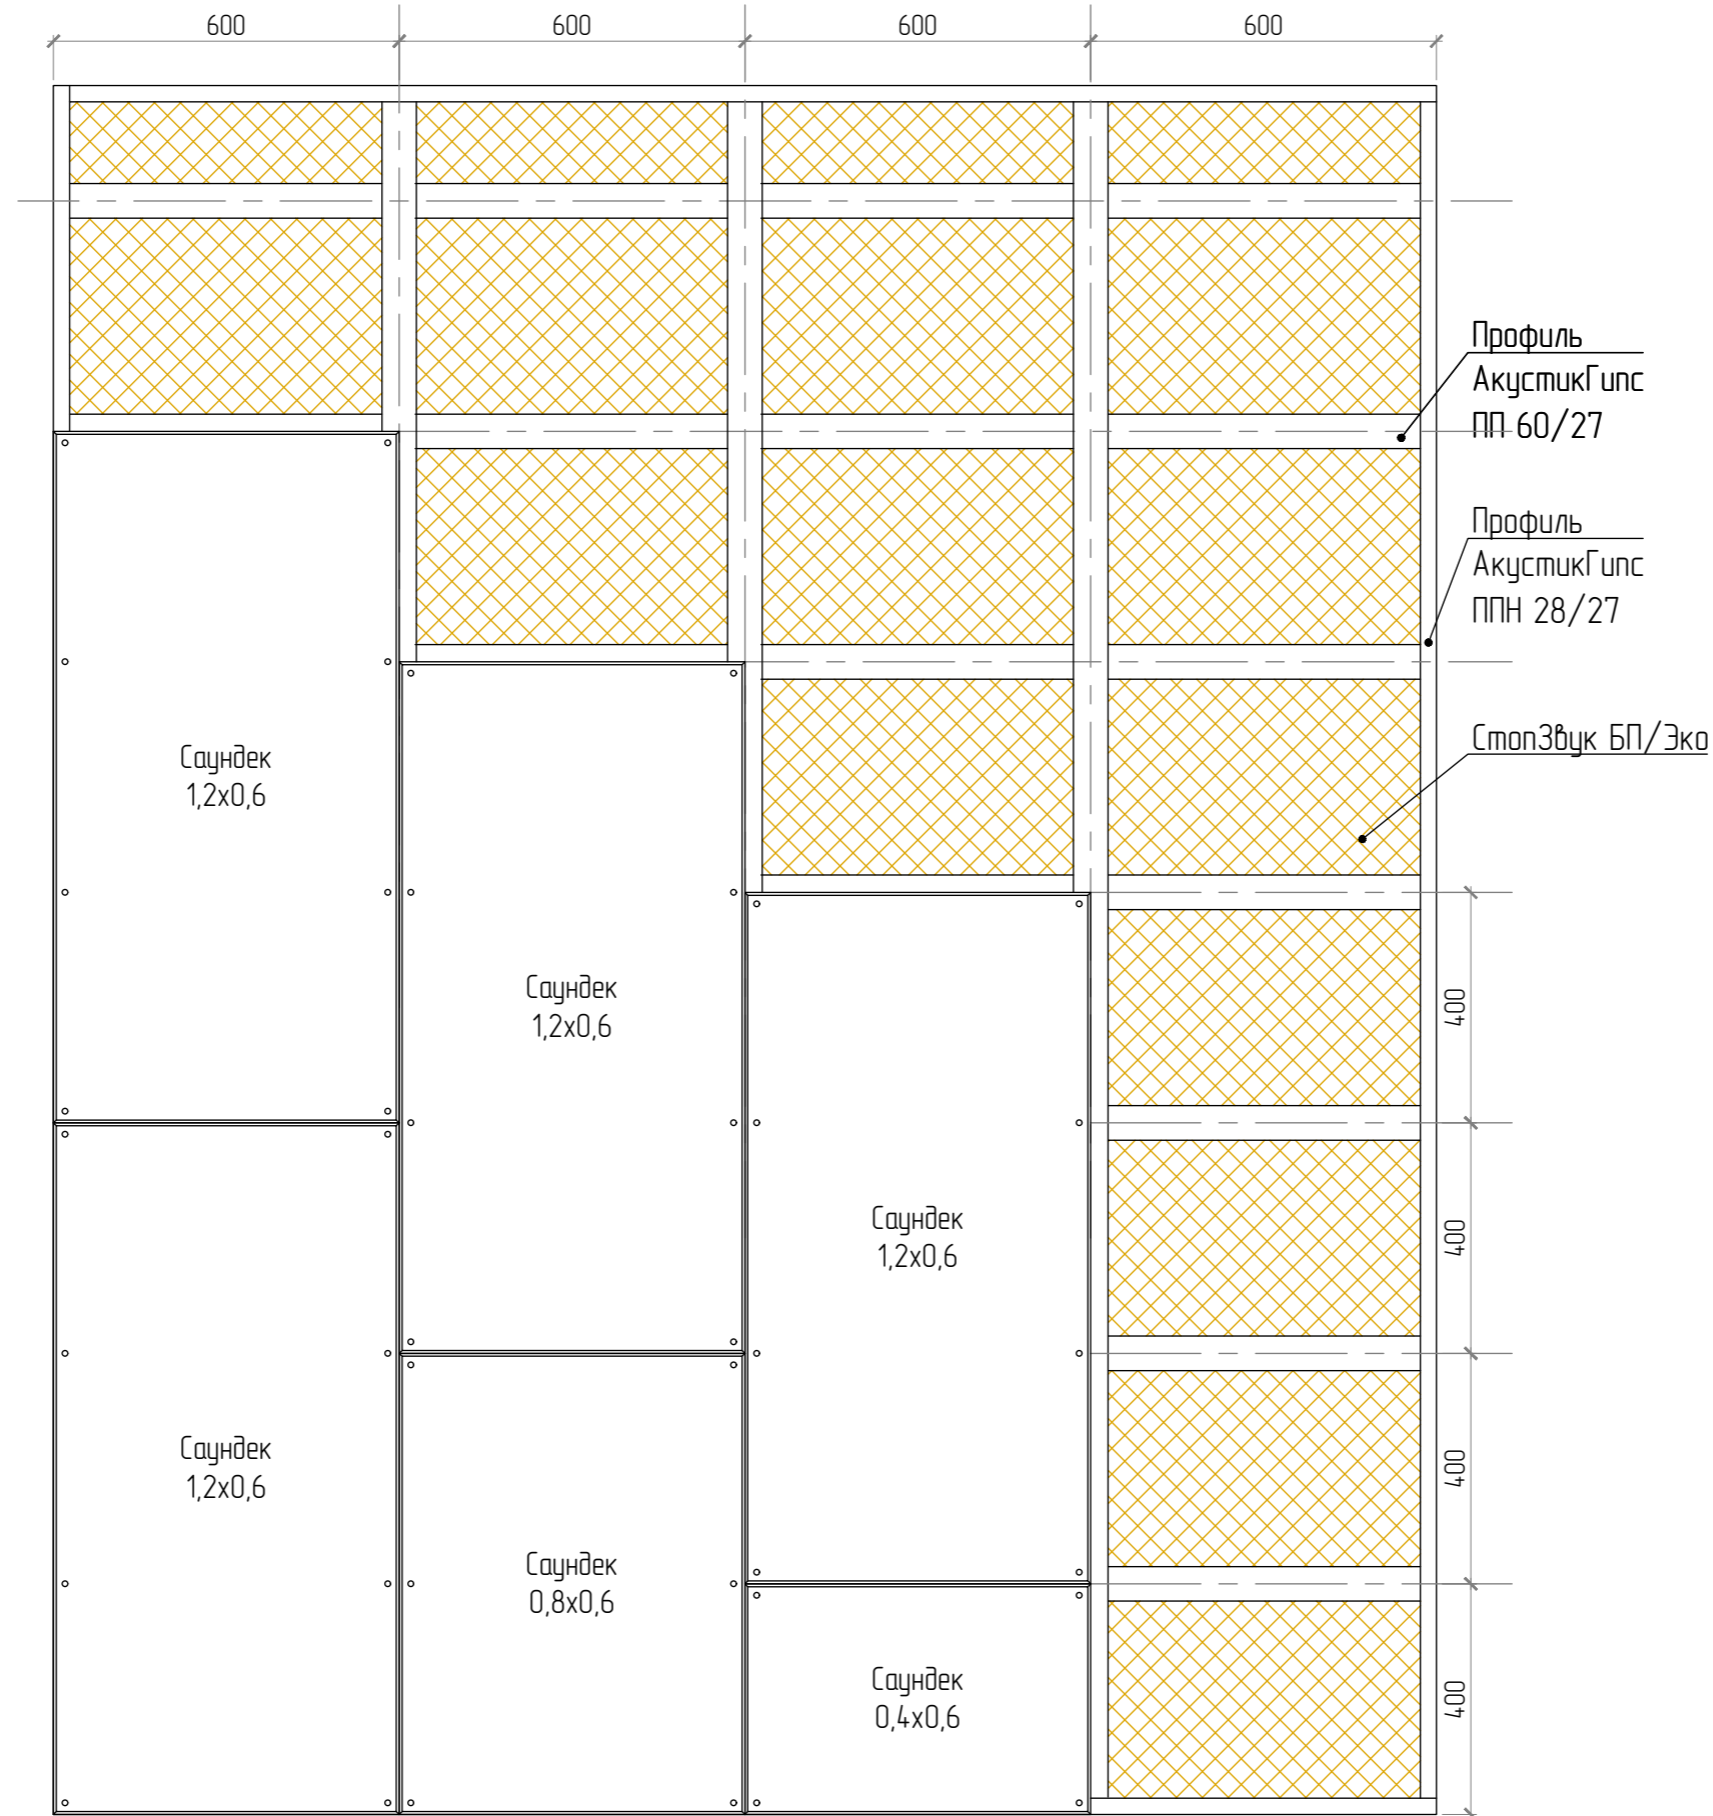 600 600 600 600
Профиль
АкустикГипс
ПП 60/27
Профиль
АкустикГипс
ППН 28/27
СтопЗвук БП/Эко
Саундек
1,2х0,6
Саундек
1,2х0,6
400
Саундек
1,2х0,6
400
Саундек
1,2х0,6
400
Саундек
0,8х0,6
Саундек
0,4х0,6
400